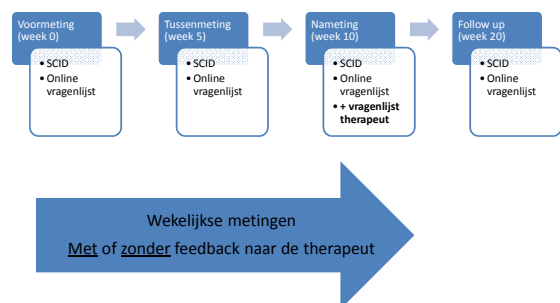 Voormeting
(week 0)
• SCID
• Online
vragenlijst
Tussenmeting
(week 5)
• SCID
• Online
vragenlijst
Nameting
(week 10)
• SCID
• Online
vragenlijst
• + vragenlijst
therapeut
Follow up
(week 20)
• SCID
• Online
vragenlijst
Wekelijkse metingen
Met of zonder feedback naar de therapeut